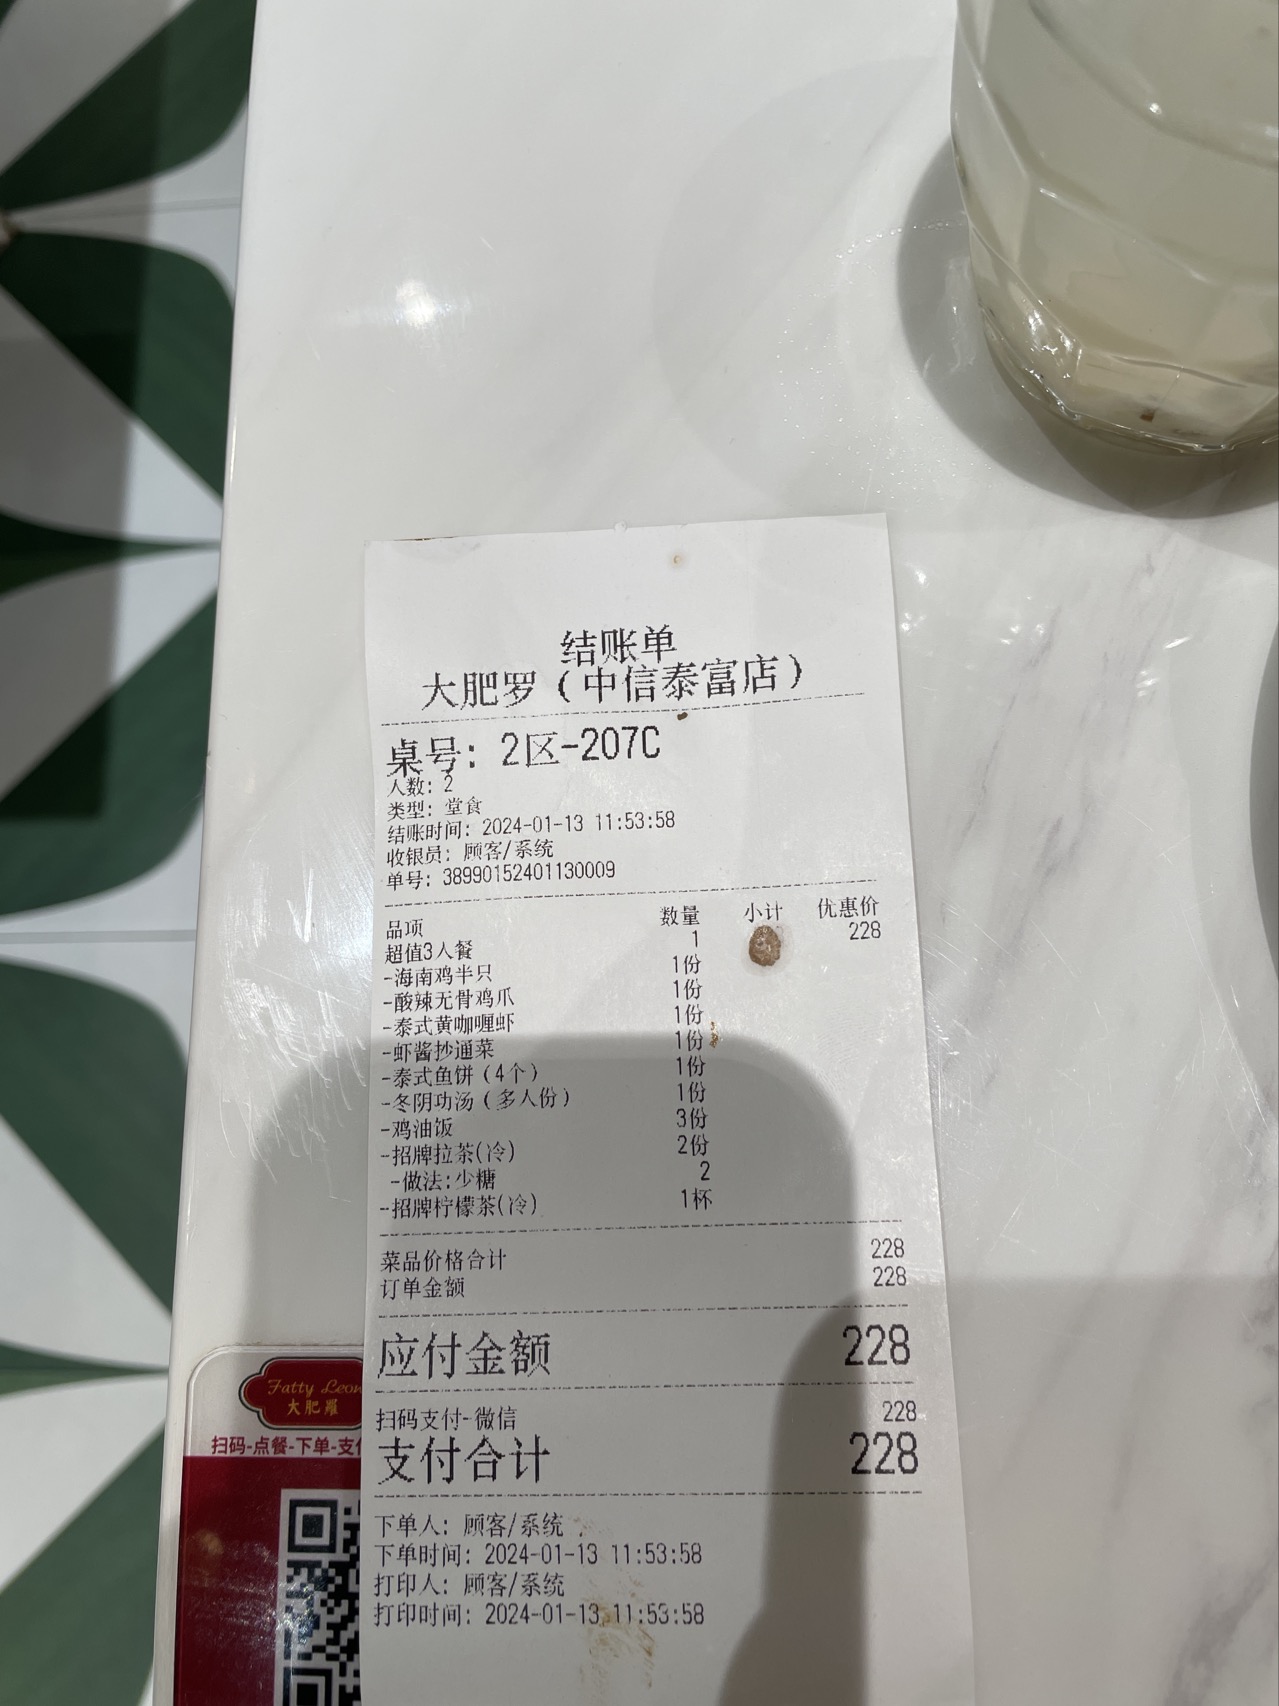 结账单
大肥罗（中信泰富店）
桌号：2区-207C
人数：2
类型：堂食
结账时间：2024-01-13 11:53:58
收银员：顾客/系统
单号：38990152401130009
品项 数量 小计 优惠价
超值3人餐 1 228
-海南鸡半只 1份
-酸辣无骨鸡爪 1份
-泰式黄咖喱虾 1份
-虾酱抄通菜 1份
-泰式鱼饼（4个） 1份
-冬阴功汤（多人份） 1份
-鸡油饭 3份
-招牌拉茶(冷) 2份
-做法:少糖 2
-招牌柠檬茶(冷) 1杯
菜品价格合计 228
订单金额 228
应付金额 228
扫码支付-微信 228
支付合计 228
下单人：顾客/系统
下单时间：2024-01-13 11:53:58
打印人：顾客/系统
打印时间：2024-01-13 11:53:58
Fatty Leon
大肥羅
扫码-点餐-下单-支付